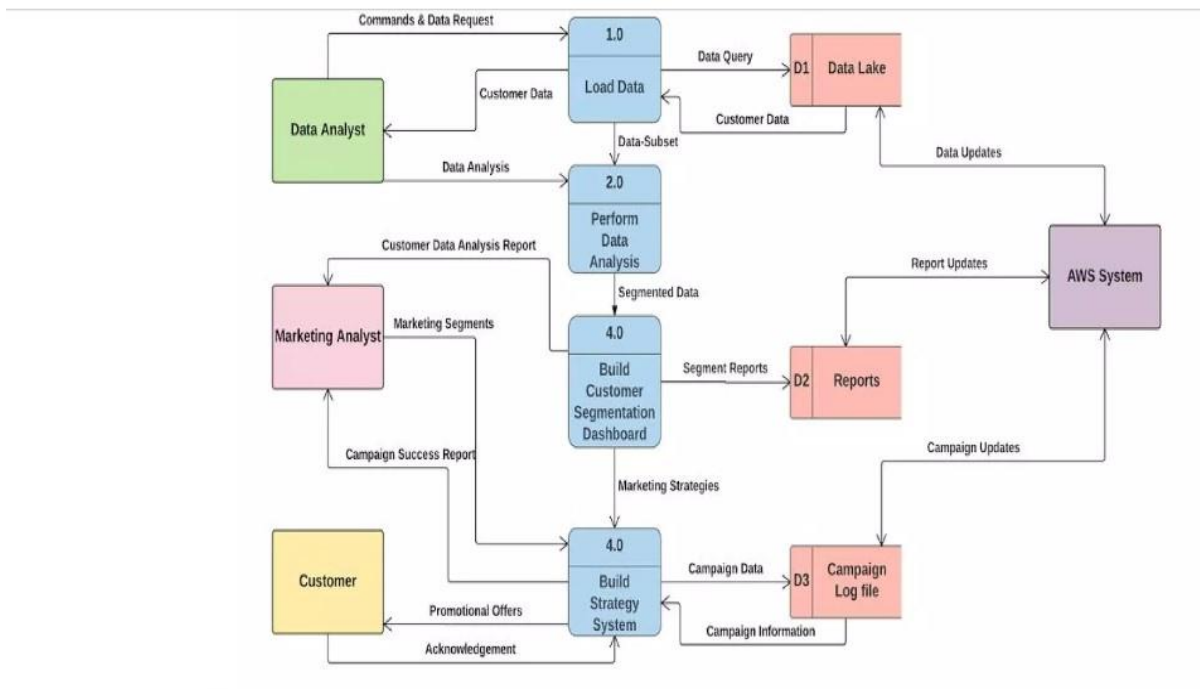 Commands & Data Request
1.0
Load Data
Data Query
D1
Data Lake
Customer Data
Customer Data
Data Analyst
Data-Subset
Data Updates
Data Analysis
2.0
Perform
Data
Analysis
Customer Data Analysis Report
Report Updates
AWS System
Segmented Data
Marketing Analyst
Marketing Segments
4.0
Build
Customer
Segmentation
Dashboard
Segment Reports
D2
Reports
Campaign Success Report
Campaign Updates
Marketing Strategies
4.0
Build
Strategy
System
Customer
Campaign Data
D3
Campaign
Log file
Promotional Offers
Campaign Information
Acknowledgement